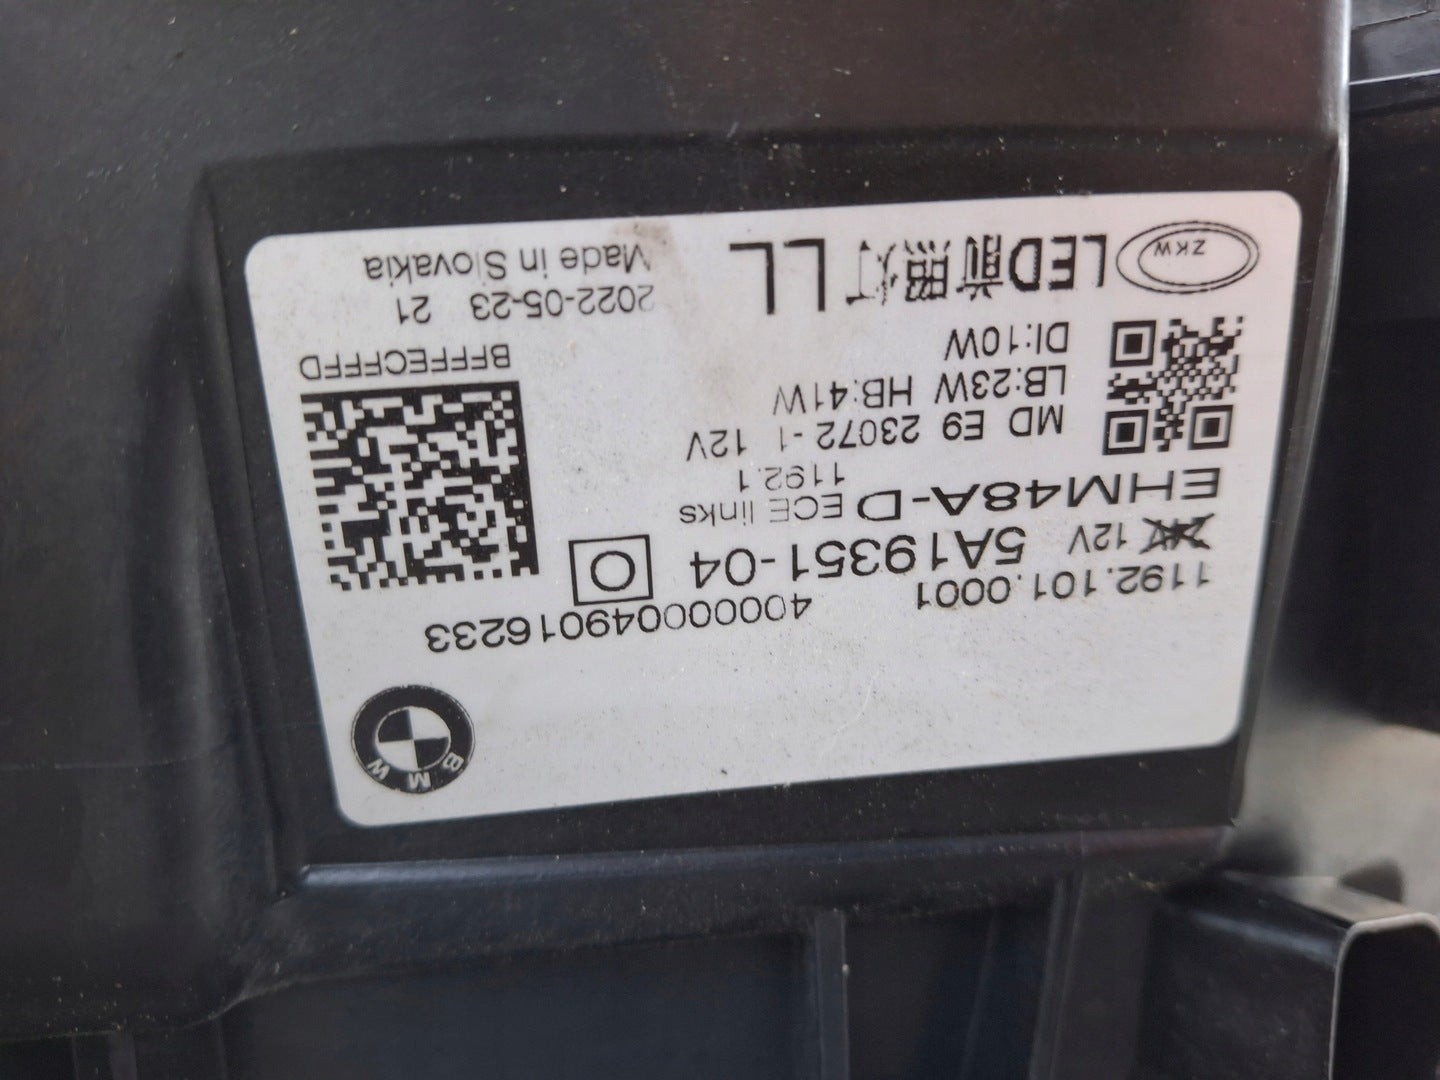 BMW
1192.101.0001 400000049016233
12V 5A19351-04
EHM48A-D ECE links
1192.1
MD E9 23072-1 12V
LB:23W HB:41W
DI:10W
BFFFECFFFD
2022-05-23 21
Made in Slovakia
ZKW LED前照灯 LL